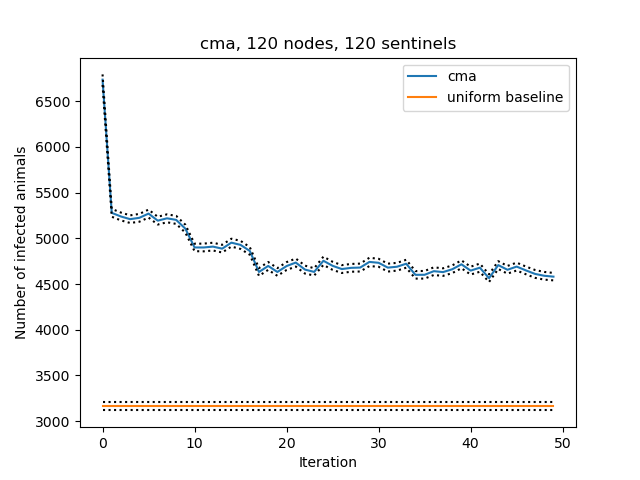 cma, 120 nodes, 120 sentinels
cma
uniform baseline
Number of infected animals
6500
6000
5500
5000
4500
4000
3500
3000
0 10 20 30 40 50
Iteration